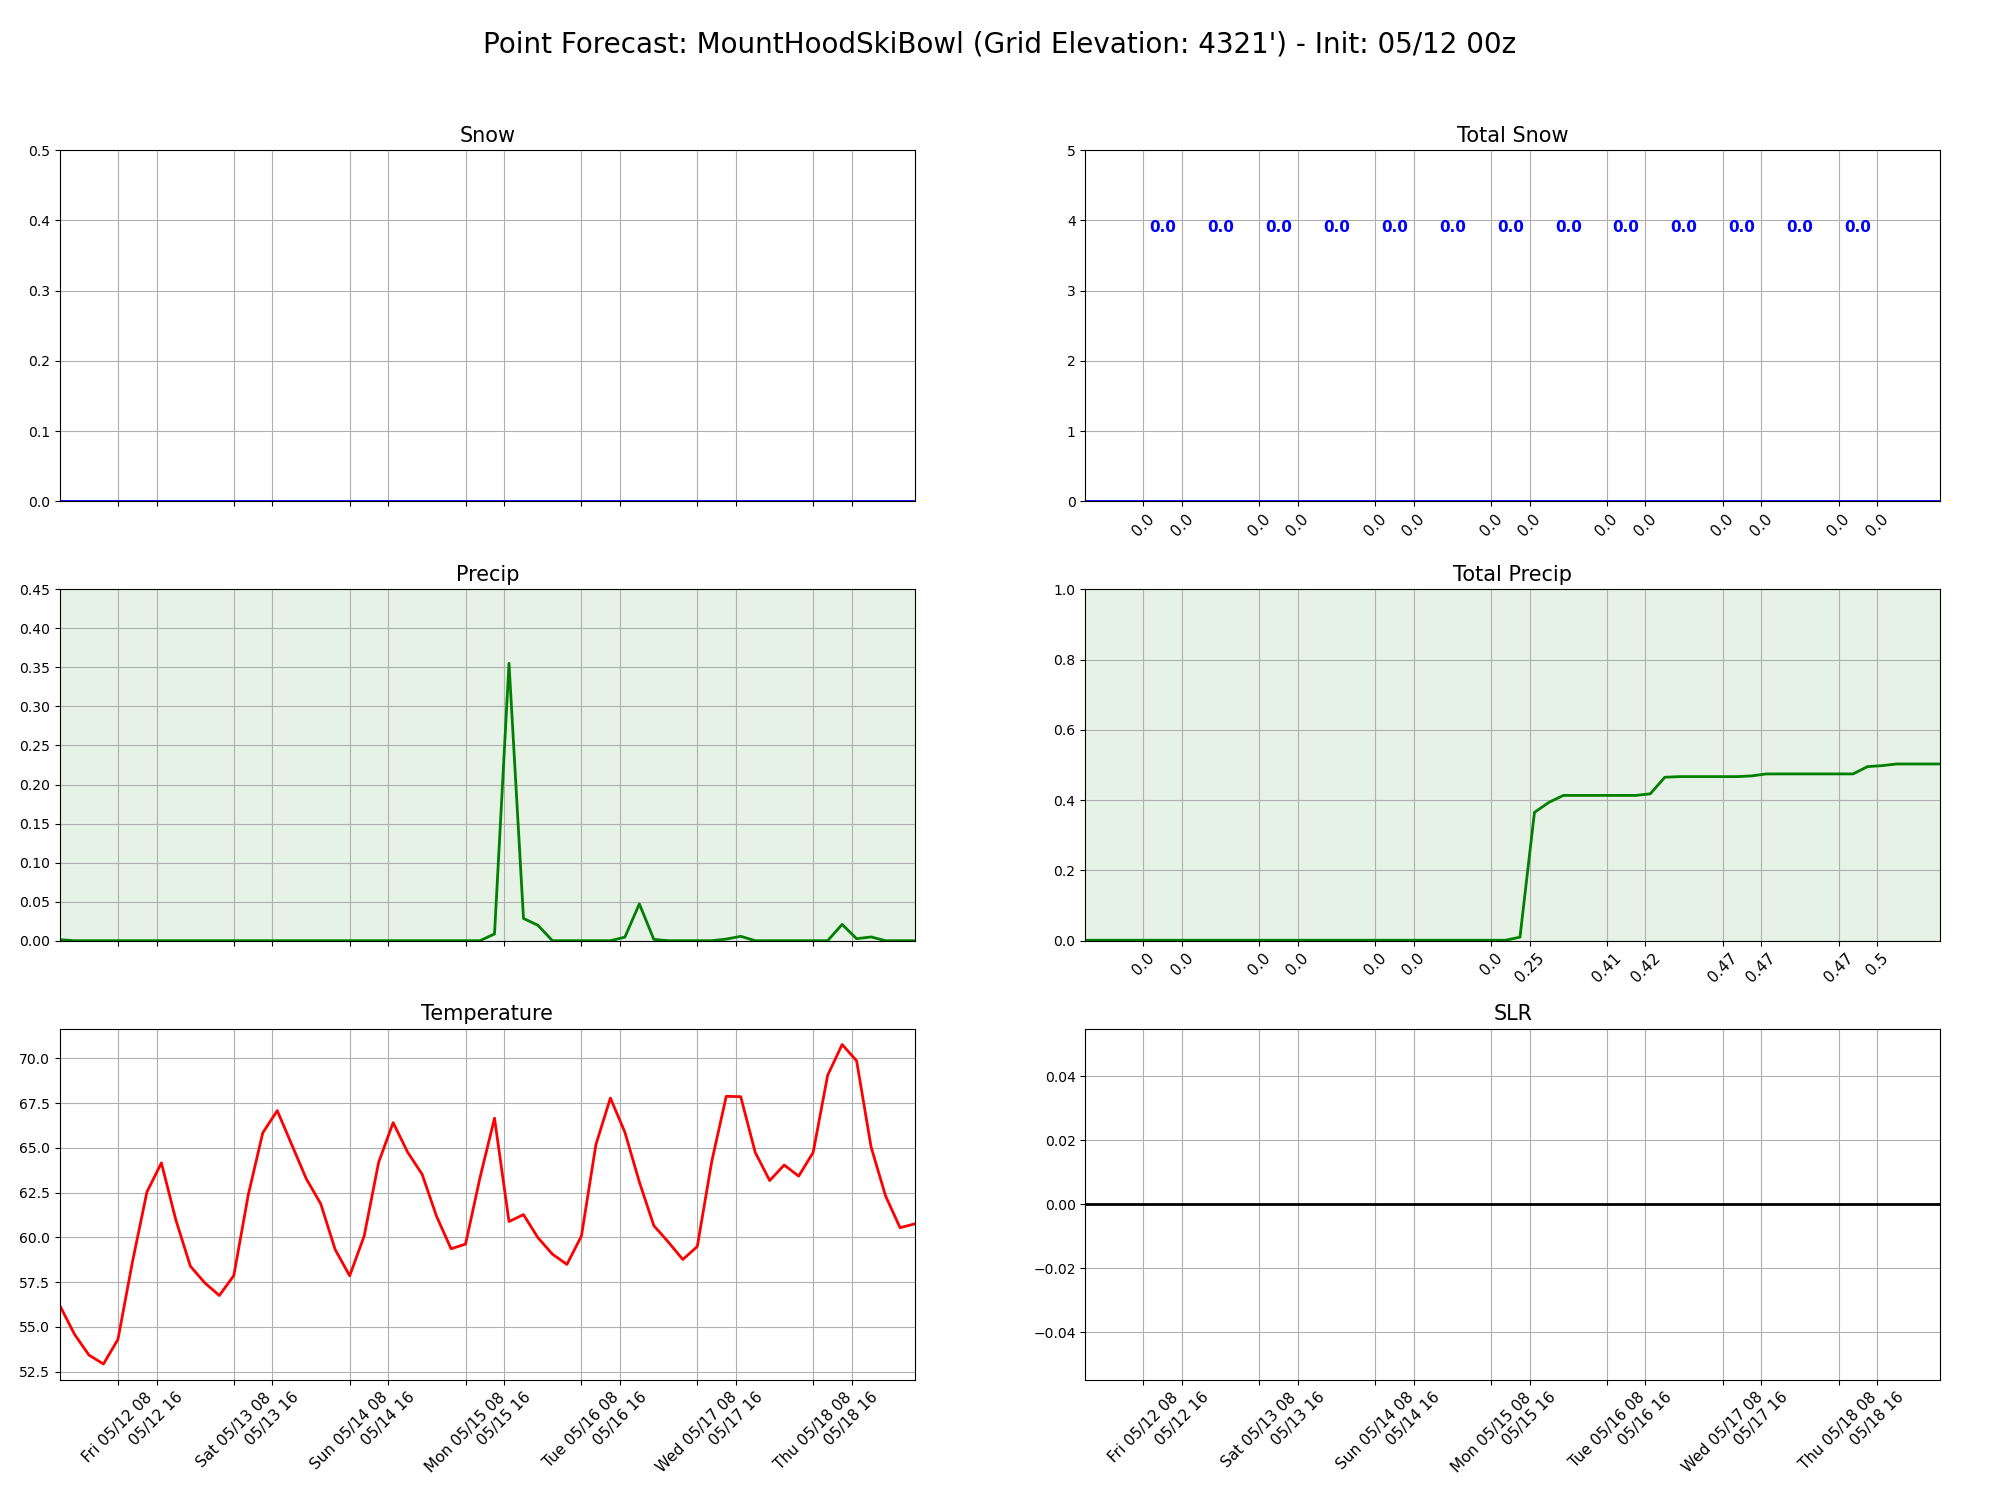 Point Forecast: MountHoodSkiBowl (Grid Elevation: 4321') - Init: 05/12 00z
Snow
0.5
0.4
0.3
0.2
0.1
0.0
Total Snow
5
4
3
2
1
0
0.0 0.0 0.0 0.0 0.0 0.0 0.0 0.0 0.0 0.0 0.0 0.0 0.0
0.0 0.0 0.0 0.0 0.0 0.0 0.0 0.0 0.0 0.0 0.0 0.0 0.0 0.0
Precip
0.45
0.40
0.35
0.30
0.25
0.20
0.15
0.10
0.05
0.00
Total Precip
1.0
0.8
0.6
0.4
0.2
0.0
0.0 0.0 0.0 0.0 0.0 0.0 0.0 0.25 0.41 0.42 0.47 0.47 0.47 0.5
Temperature
70.0
67.5
65.0
62.5
60.0
57.5
55.0
52.5
Fri 05/12 08
05/12 16
Sat 05/13 08
05/13 16
Sun 05/14 08
05/14 16
Mon 05/15 08
05/15 16
Tue 05/16 08
05/16 16
Wed 05/17 08
05/17 16
Thu 05/18 08
05/18 16
SLR
0.04
0.02
0.00
−0.02
−0.04
Fri 05/12 08
05/12 16
Sat 05/13 08
05/13 16
Sun 05/14 08
05/14 16
Mon 05/15 08
05/15 16
Tue 05/16 08
05/16 16
Wed 05/17 08
05/17 16
Thu 05/18 08
05/18 16